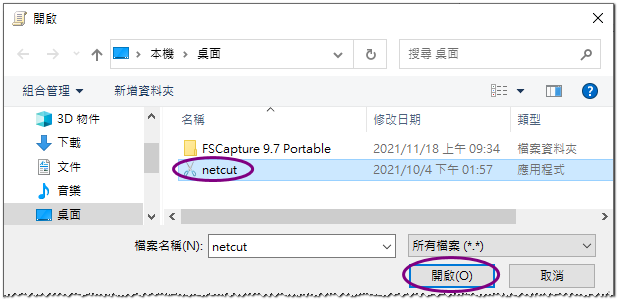 開啟
本機 桌面
搜尋 桌面
組合管理 新增資料夾
名稱 修改日期 類型
3D 物件
下載
文件
音樂
桌面
FSCapture 9.7 Portable 2021/11/18 上午 09:34 檔案資料夾
netcut 2021/10/4 下午 01:57 應用程式
檔案名稱(N): netcut 所有檔案 (*.*)
開啟(O) 取消